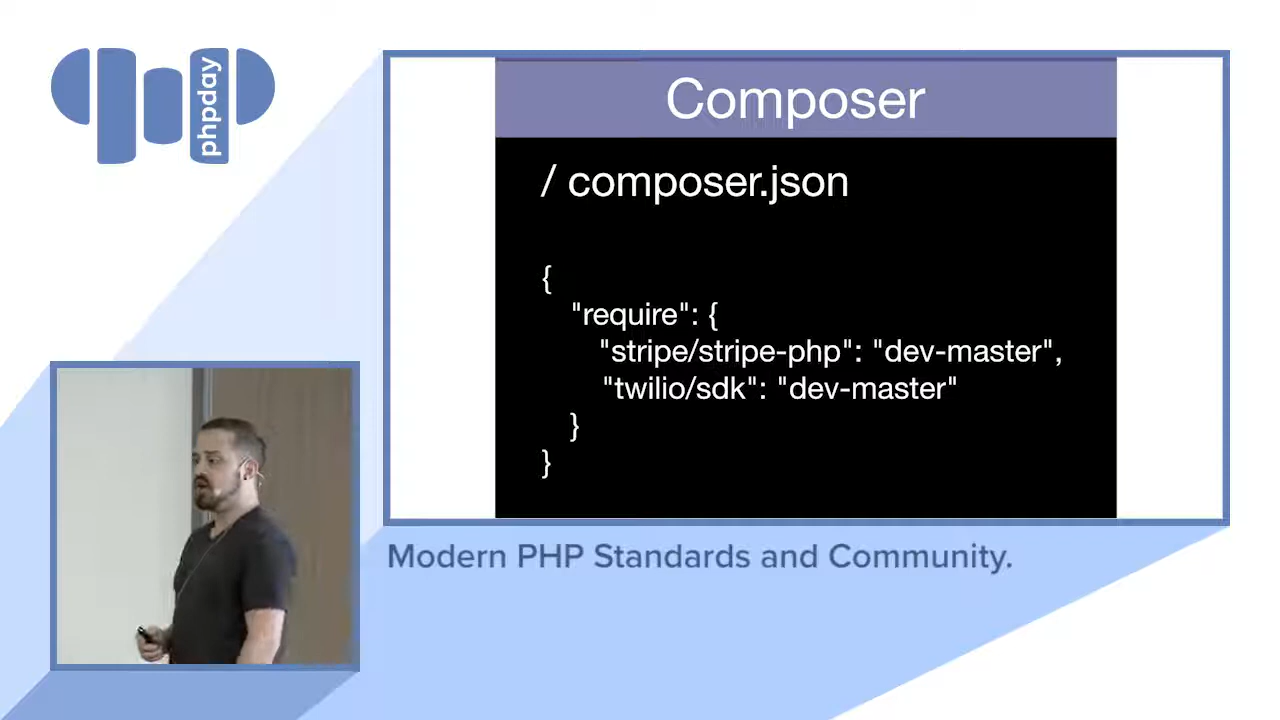 phpday
Composer
/ composer.json
{
"require": {
"stripe/stripe-php": "dev-master",
"twilio/sdk": "dev-master"
}
}
Modern PHP Standards and Community.